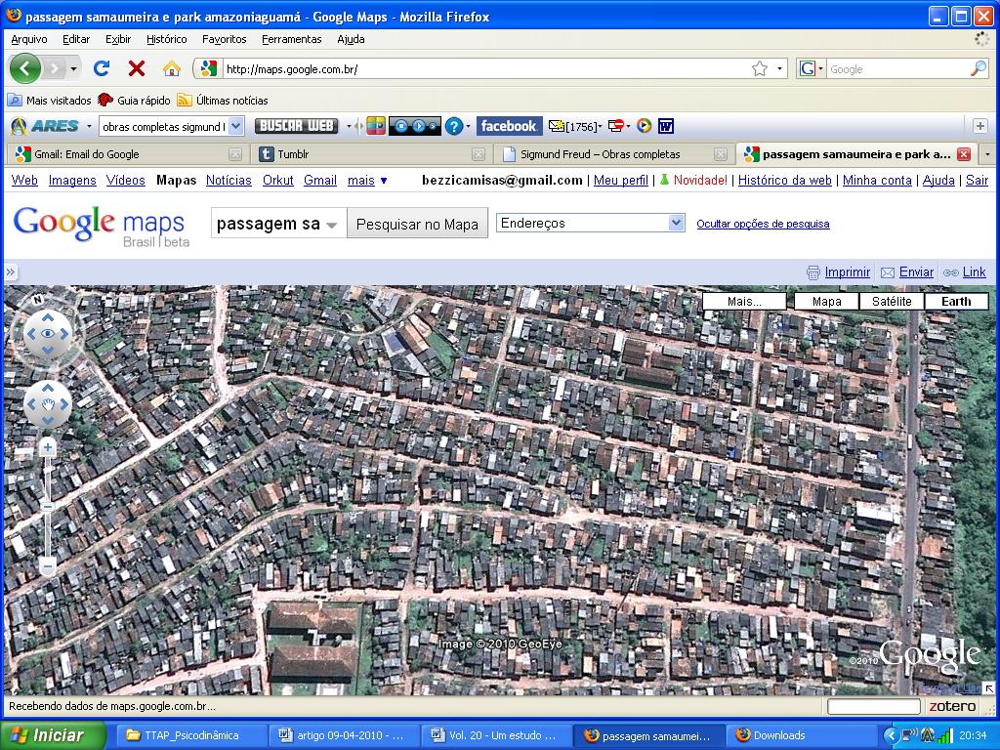 passagem samaumeira e park amazoniaguamá - Google Maps - Mozilla Firefox
Arquivo Editar Exibir Histórico Favoritos Ferramentas Ajuda
http://maps.google.com.br/
G Google
Mais visitados Guia rápido Últimas notícias
ARES obras completas sigmund BUSCAR WEB facebook [1756]
Gmail: Email do Google Tumblr Sigmund Freud – Obras completas passagem samaumeira e park a...
Web Imagens Vídeos Mapas Notícias Orkut Gmail mais ▼ bezzicamisas@gmail.com | Meu perfil | Novidade! | Histórico da web | Minha conta | Ajuda | Sair
Google maps
Brasil | beta
passagem sa Pesquisar no Mapa Endereços Ocultar opções de pesquisa
» Imprimir Enviar Link
N
Mais... Mapa Satélite Earth
Image © 2010 GeoEye
©2010 Google
Recebendo dados de maps.google.com.br... zotero
Iniciar TTAP_Psicodinâmica artigo 09-04-2010 - ... Vol. 20 - Um estudo ... passagem samaumei... Downloads 20:34